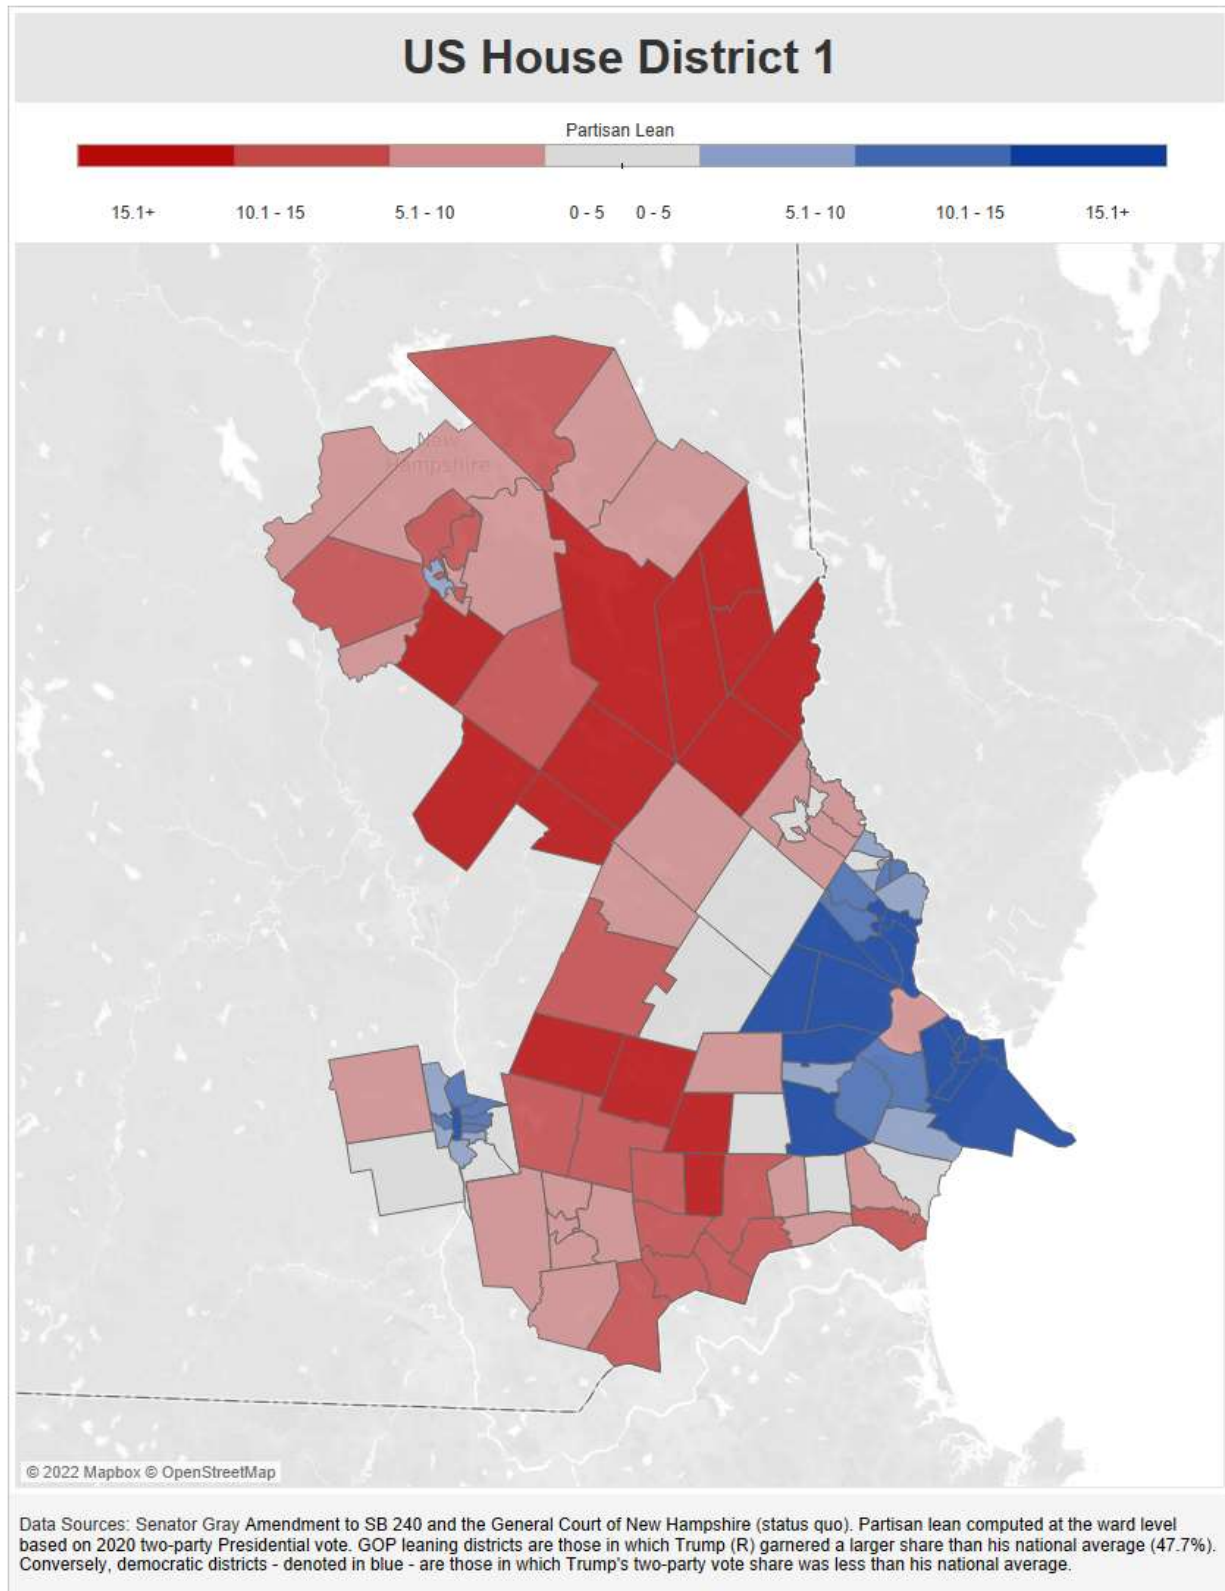 US House District 1
Partisan Lean
15.1+ 10.1 - 15 5.1 - 10 0 - 5 0 - 5 5.1 - 10 10.1 - 15 15.1+
New
Hampshire
© 2022 Mapbox © OpenStreetMap
Data Sources: Senator Gray Amendment to SB 240 and the General Court of New Hampshire (status quo). Partisan lean computed at the ward level
based on 2020 two-party Presidential vote. GOP leaning districts are those in which Trump (R) garnered a larger share than his national average (47.7%).
Conversely, democratic districts - denoted in blue - are those in which Trump's two-party vote share was less than his national average.